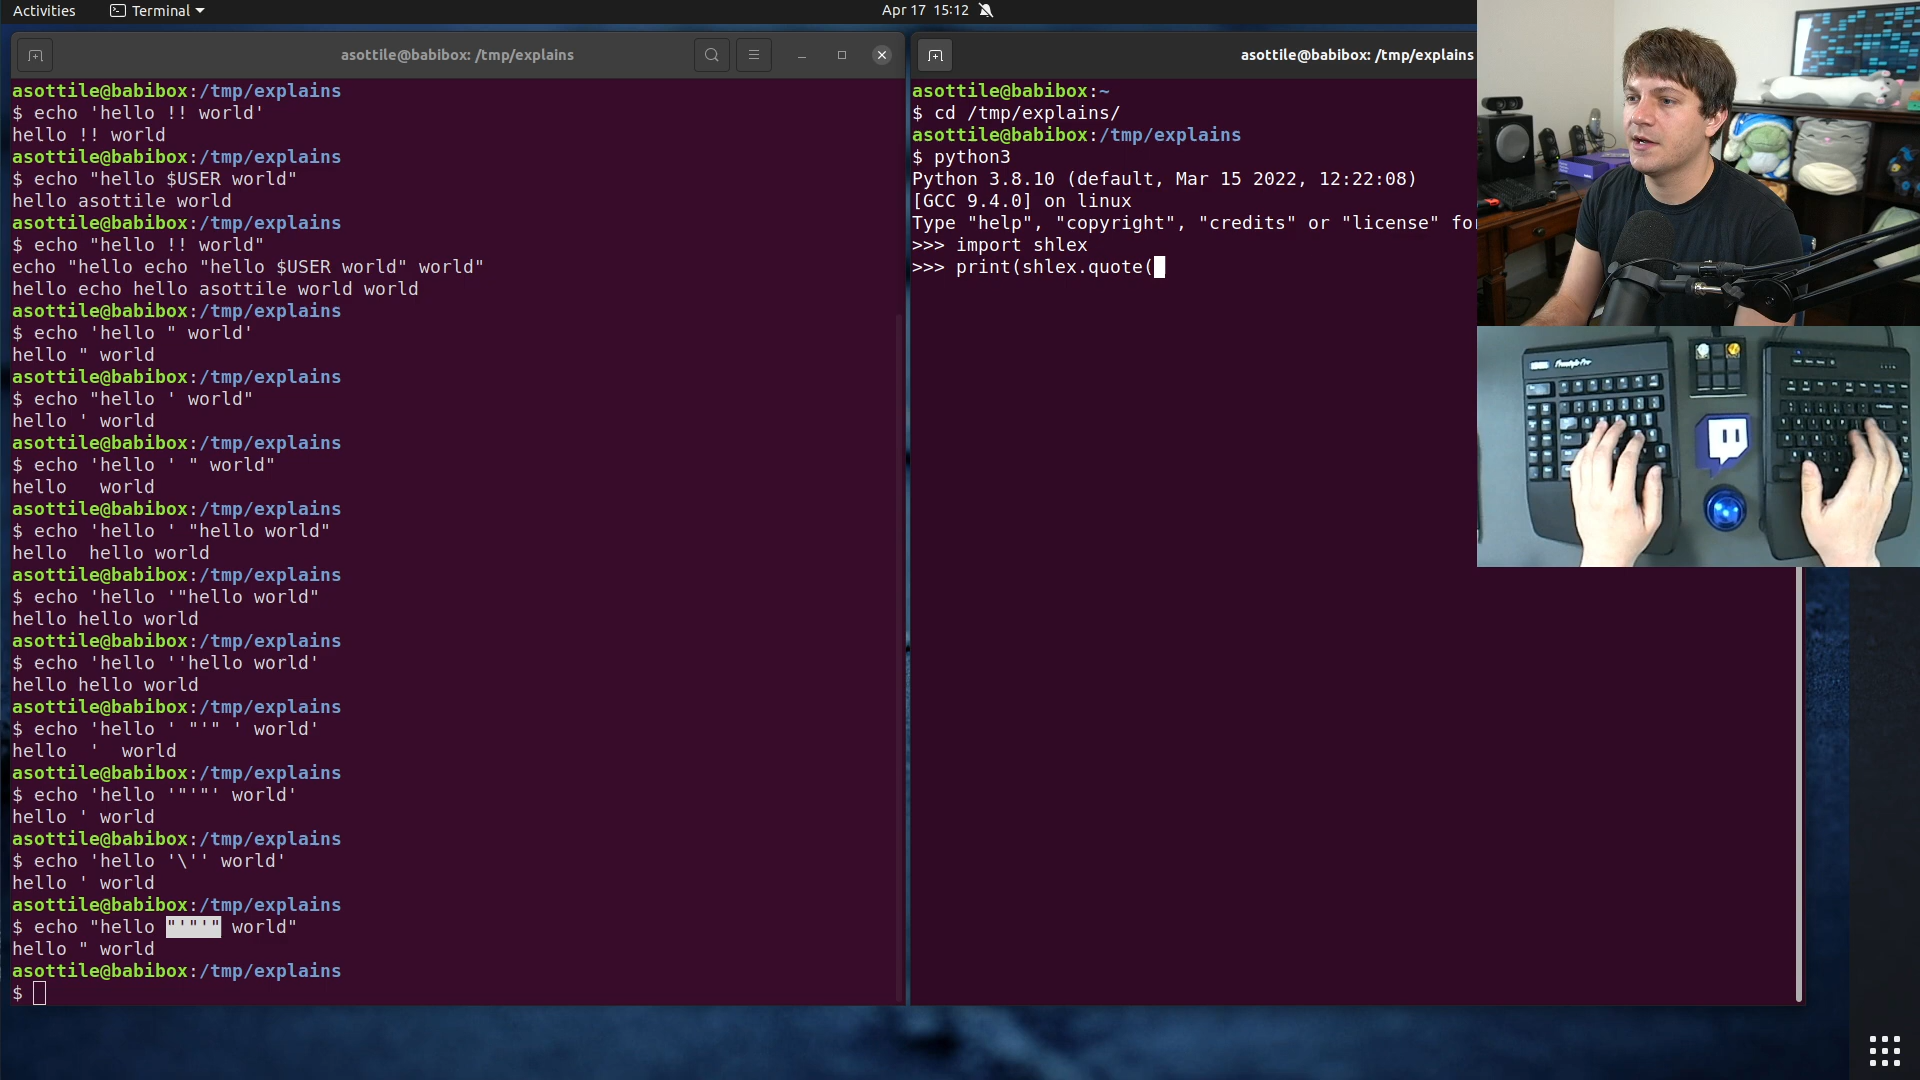 Activities
Terminal
Apr 17 15:12
asottile@babibox: /tmp/explains
asottile@babibox:/tmp/explains
$ echo 'hello !! world'
hello !! world
asottile@babibox:/tmp/explains
$ echo "hello $USER world"
hello asottile world
asottile@babibox:/tmp/explains
$ echo "hello !! world"
echo "hello echo "hello $USER world" world"
hello echo hello asottile world world
asottile@babibox:/tmp/explains
$ echo 'hello " world'
hello " world
asottile@babibox:/tmp/explains
$ echo "hello ' world"
hello ' world
asottile@babibox:/tmp/explains
$ echo 'hello ' " world"
hello   world
asottile@babibox:/tmp/explains
$ echo 'hello ' "hello world"
hello  hello world
asottile@babibox:/tmp/explains
$ echo 'hello '"hello world"
hello hello world
asottile@babibox:/tmp/explains
$ echo 'hello ''hello world'
hello hello world
asottile@babibox:/tmp/explains
$ echo 'hello ' "'" ' world'
hello  '  world
asottile@babibox:/tmp/explains
$ echo 'hello '"'"' world'
hello ' world
asottile@babibox:/tmp/explains
$ echo 'hello '\'' world'
hello ' world
asottile@babibox:/tmp/explains
$ echo "hello "'"'" world"
hello " world
asottile@babibox:/tmp/explains
$
asottile@babibox: /tmp/explains
asottile@babibox:~
$ cd /tmp/explains/
asottile@babibox:/tmp/explains
$ python3
Python 3.8.10 (default, Mar 15 2022, 12:22:08)
[GCC 9.4.0] on linux
Type "help", "copyright", "credits" or "license" fo
>>> import shlex
>>> print(shlex.quote(
Freestyle Pro